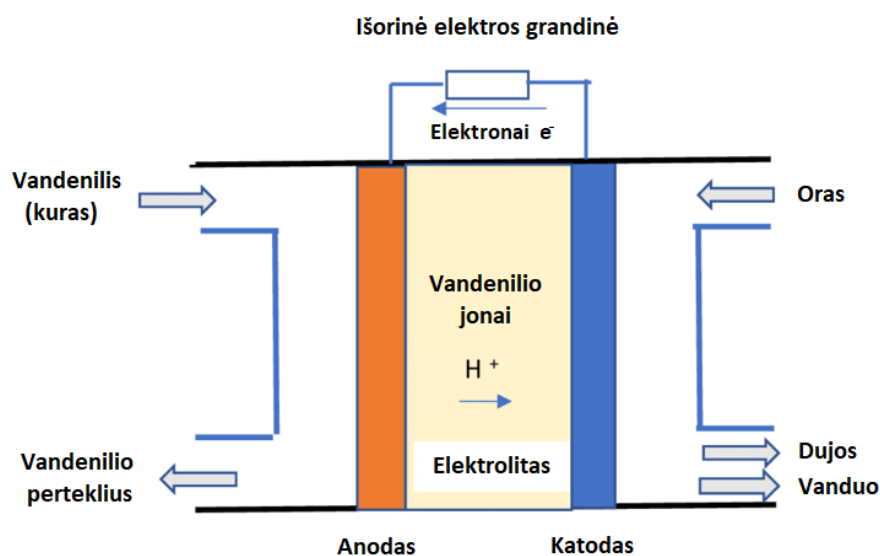 Išorinė elektros grandinė
Elektronai e-
Vandenilis
(kuras)
Oras
Vandenilio
jonai
H +
Elektrolitas
Vandenilio
perteklius
Dujos
Vanduo
Anodas
Katodas